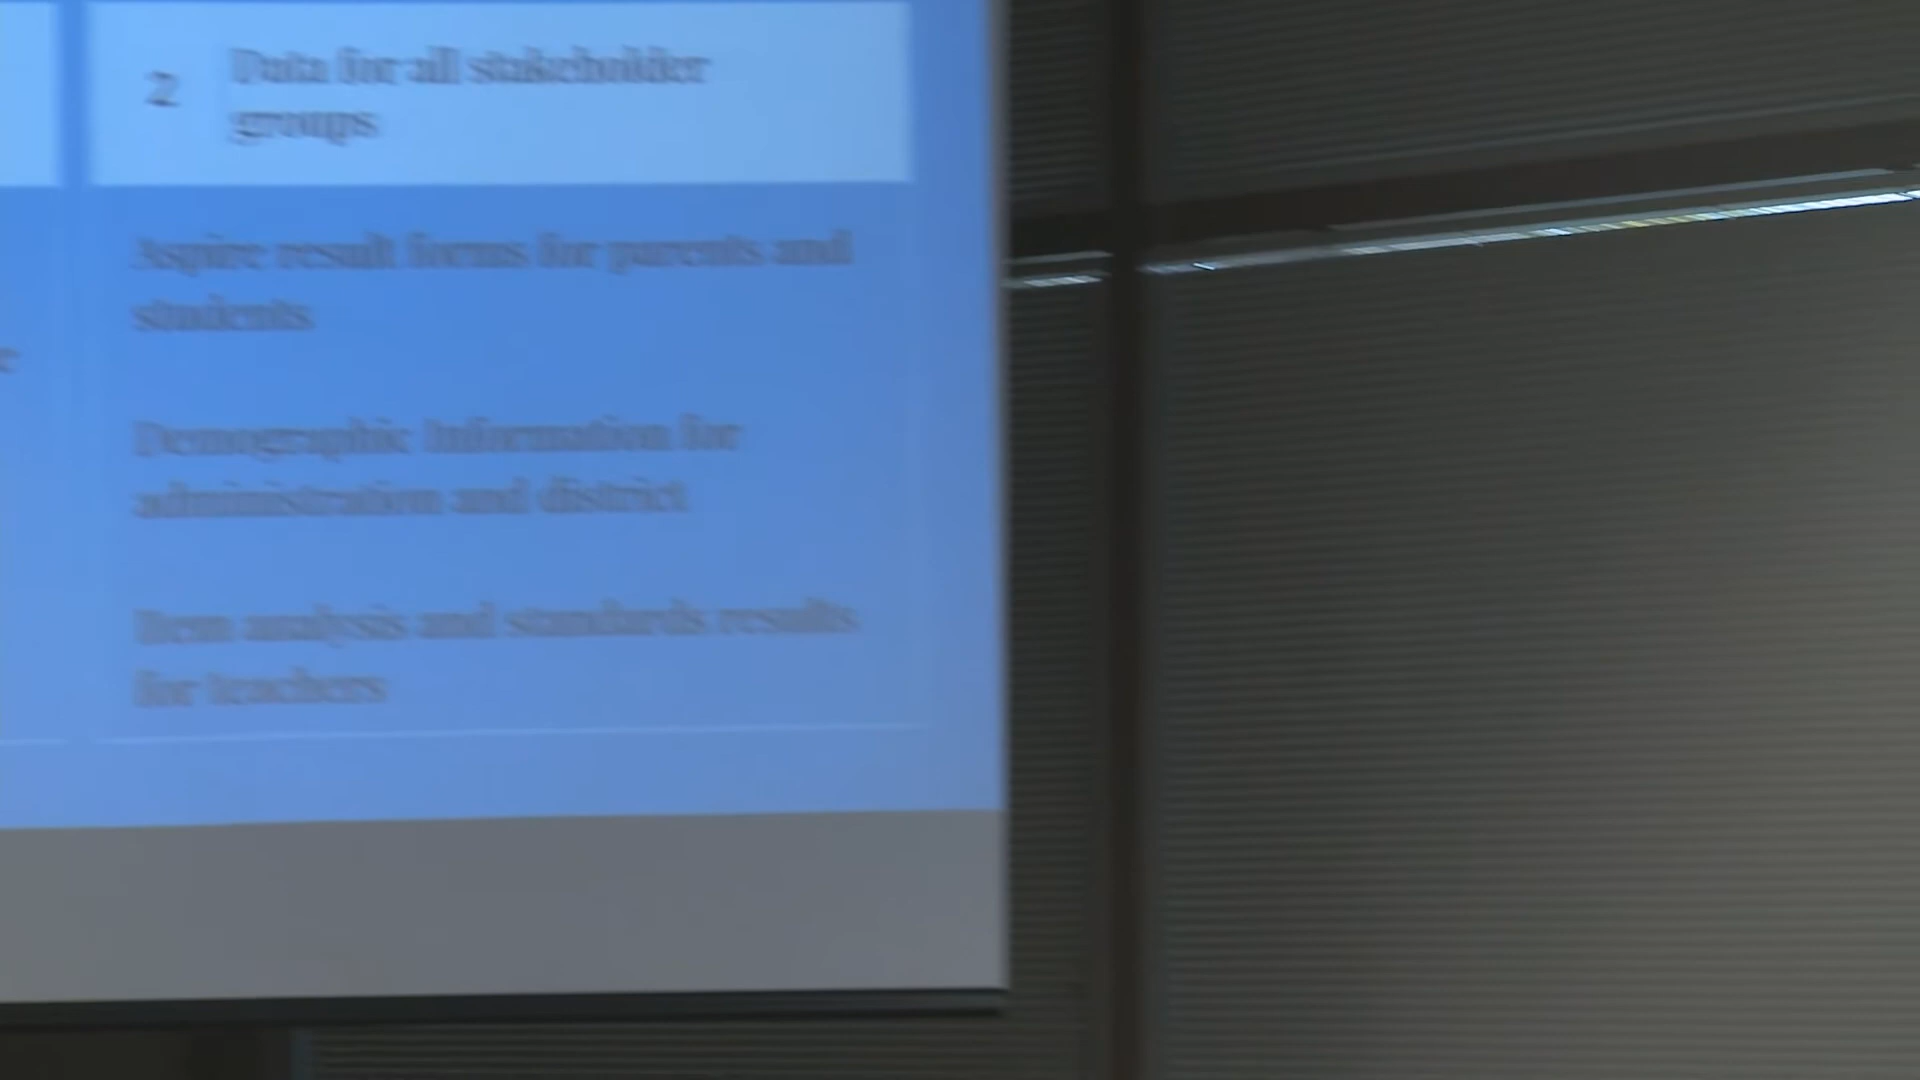 2 Data for all stakeholder
groups
Aspire result forms for parents and
students
Demographic Information for
administration and district
Item analysis and standards results
for teachers